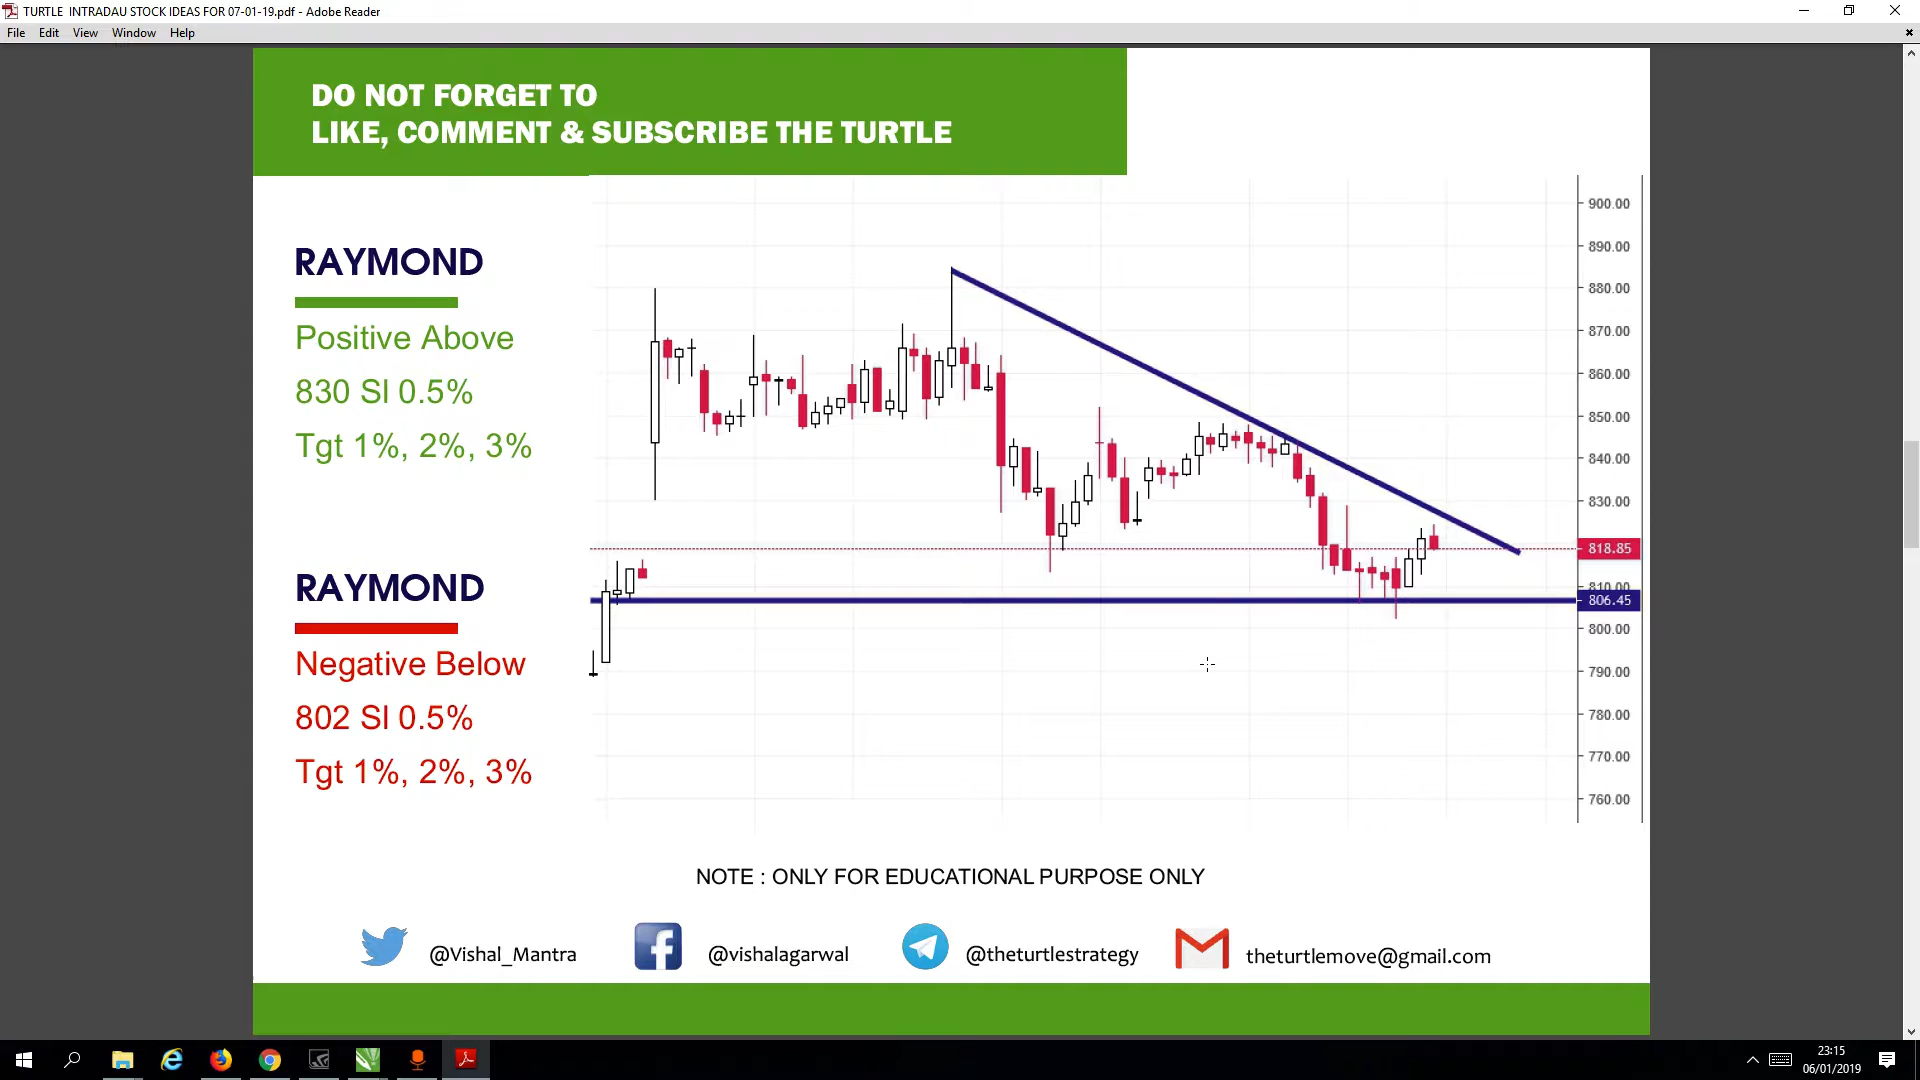 TURTLE  INTRADAU STOCK IDEAS FOR 07-01-19.pdf - Adobe Reader
File Edit View Window Help
DO NOT FORGET TO
LIKE, COMMENT & SUBSCRIBE THE TURTLE
RAYMOND
Positive Above
830 Sl 0.5%
Tgt 1%, 2%, 3%
RAYMOND
Negative Below
802 Sl 0.5%
Tgt 1%, 2%, 3%
900.00
890.00
880.00
870.00
860.00
850.00
840.00
830.00
818.85
810.00
806.45
800.00
790.00
780.00
770.00
760.00
NOTE : ONLY FOR EDUCATIONAL PURPOSE ONLY
@Vishal_Mantra @vishalagarwal @theturtlestrategy theturtlemove@gmail.com
23:15
06/01/2019